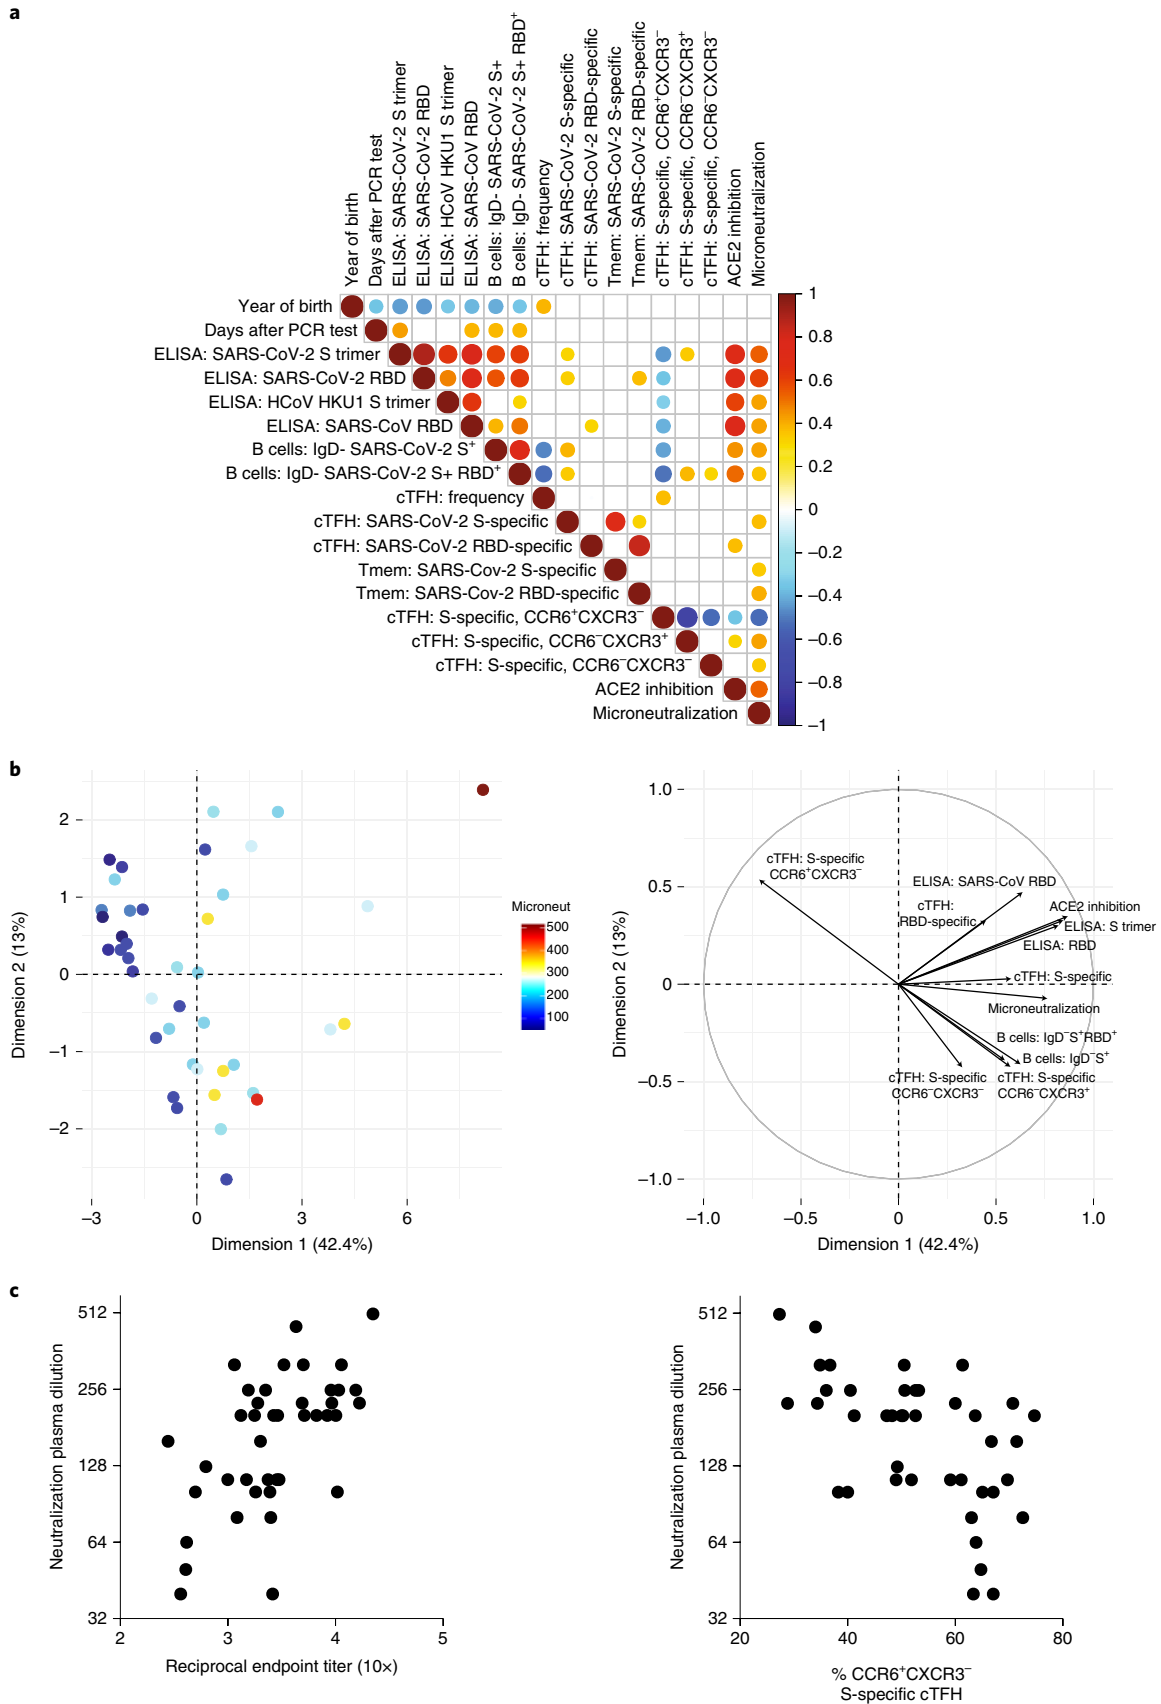 a
Year of birth
Days after PCR test
ELISA: SARS-CoV-2 S trimer
ELISA: SARS-CoV-2 RBD
ELISA: HCoV HKU1 S trimer
ELISA: SARS-CoV RBD
B cells: IgD- SARS-CoV-2 S+
B cells: IgD- SARS-CoV-2 S+ RBD⁺
cTFH: frequency
cTFH: SARS-CoV-2 S-specific
cTFH: SARS-CoV-2 RBD-specific
Tmem: SARS-CoV-2 S-specific
Tmem: SARS-CoV-2 RBD-specific
cTFH: S-specific, CCR6⁺CXCR3⁻
cTFH: S-specific, CCR6⁻CXCR3⁺
cTFH: S-specific, CCR6⁻CXCR3⁻
ACE2 inhibition
Microneutralization
Year of birth
Days after PCR test
ELISA: SARS-CoV-2 S trimer
ELISA: SARS-CoV-2 RBD
ELISA: HCoV HKU1 S trimer
ELISA: SARS-CoV RBD
B cells: IgD- SARS-CoV-2 S⁺
B cells: IgD- SARS-CoV-2 S+ RBD⁺
cTFH: frequency
cTFH: SARS-CoV-2 S-specific
cTFH: SARS-CoV-2 RBD-specific
Tmem: SARS-Cov-2 S-specific
Tmem: SARS-Cov-2 RBD-specific
cTFH: S-specific, CCR6⁺CXCR3⁻
cTFH: S-specific, CCR6⁻CXCR3⁺
cTFH: S-specific, CCR6⁻CXCR3⁻
ACE2 inhibition
Microneutralization
1
0.8
0.6
0.4
0.2
0
−0.2
−0.4
−0.6
−0.8
−1
b
Dimension 2 (13%)
2
1
0
−1
−2
−3
0
3
6
Dimension 1 (42.4%)
Microneut
500
400
300
200
100
Dimension 2 (13%)
1.0
0.5
0
−0.5
−1.0
−1.0
−0.5
0
0.5
1.0
Dimension 1 (42.4%)
cTFH: S-specific
CCR6⁺CXCR3⁻
ELISA: SARS-CoV RBD
cTFH:
RBD-specific
ACE2 inhibition
ELISA: S trimer
ELISA: RBD
cTFH: S-specific
Microneutralization
B cells: IgD⁻S⁺RBD⁺
B cells: IgD⁻S⁺
cTFH: S-specific
CCR6⁻CXCR3⁻
cTFH: S-specific
CCR6⁻CXCR3⁺
c
Neutralization plasma dilution
512
256
128
64
32
2
3
4
5
Reciprocal endpoint titer (10×)
Neutralization plasma dilution
512
256
128
64
32
20
40
60
80
% CCR6⁺CXCR3⁻
S-specific cTFH